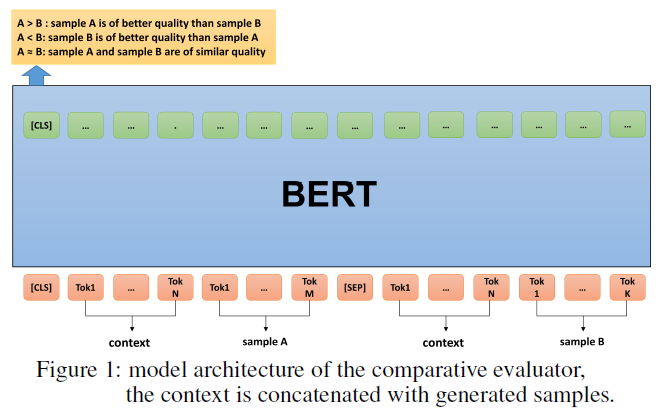 A > B : sample A is of better quality than sample B
A < B: sample B is of better quality than sample A
A ≈ B: sample A and sample B are of similar quality
[CLS] ... ... . ... ... ... ... ... ... ... ... ... ...
BERT
[CLS] Tok1 ... Tok N Tok1 ... Tok M [SEP] Tok1 ... Tok N Tok 1 ... Tok K
context sample A context sample B
Figure 1: model architecture of the comparative evaluator,
the context is concatenated with generated samples.